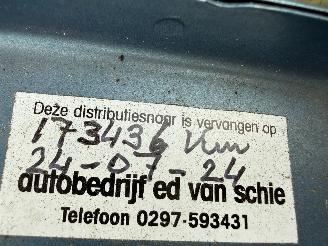 Deze distributiesnaar is vervangen op
173436 Km
24-07-24
autobedrijf ed van schie
Telefoon 0297-593431